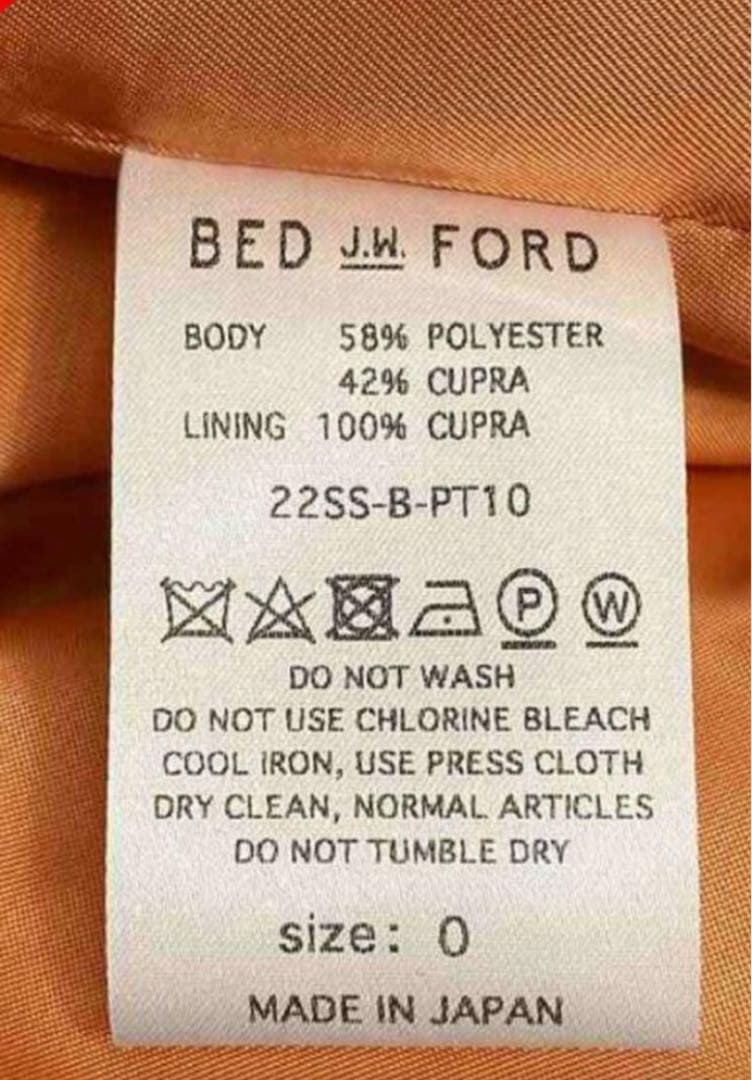 BED J.W. FORD
BODY 58% POLYESTER
42% CUPRA
LINING 100% CUPRA
22SS-B-PT10
P W
DO NOT WASH
DO NOT USE CHLORINE BLEACH
COOL IRON, USE PRESS CLOTH
DRY CLEAN, NORMAL ARTICLES
DO NOT TUMBLE DRY
size: 0
MADE IN JAPAN